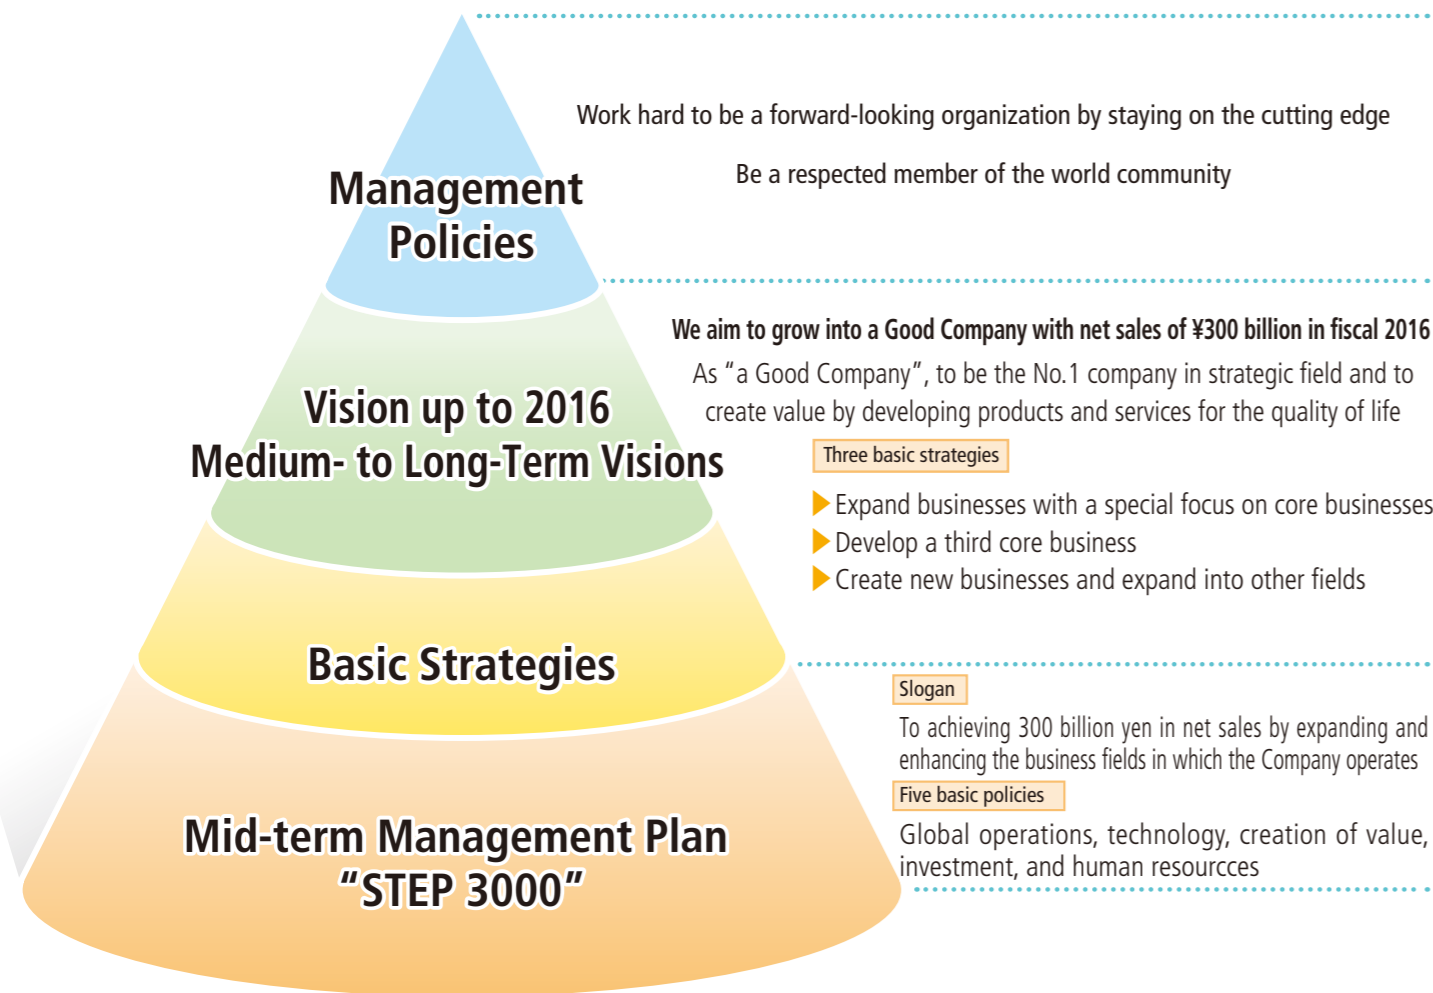 Work hard to be a forward-looking organization by staying on the cutting edge
Be a respected member of the world community
Management
Policies
We aim to grow into a Good Company with net sales of ¥300 billion in fiscal 2016
As “a Good Company”, to be the No.1 company in strategic field and to
create value by developing products and services for the quality of life
Vision up to 2016
Medium- to Long-Term Visions
Three basic strategies
Expand businesses with a special focus on core businesses
Develop a third core business
Create new businesses and expand into other fields
Basic Strategies
Slogan
To achieving 300 billion yen in net sales by expanding and
enhancing the business fields in which the Company operates
Five basic policies
Global operations, technology, creation of value,
investment, and human resourcces
Mid-term Management Plan
“STEP 3000”